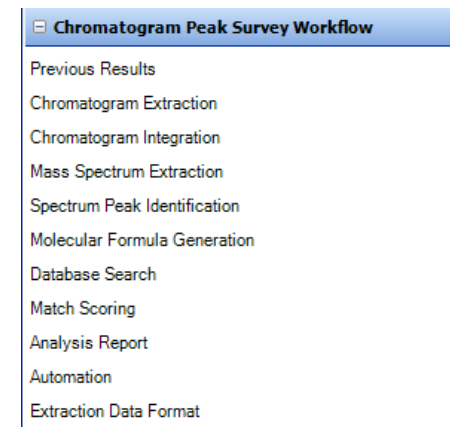 Chromatogram Peak Survey Workflow
Previous Results
Chromatogram Extraction
Chromatogram Integration
Mass Spectrum Extraction
Spectrum Peak Identification
Molecular Formula Generation
Database Search
Match Scoring
Analysis Report
Automation
Extraction Data Format